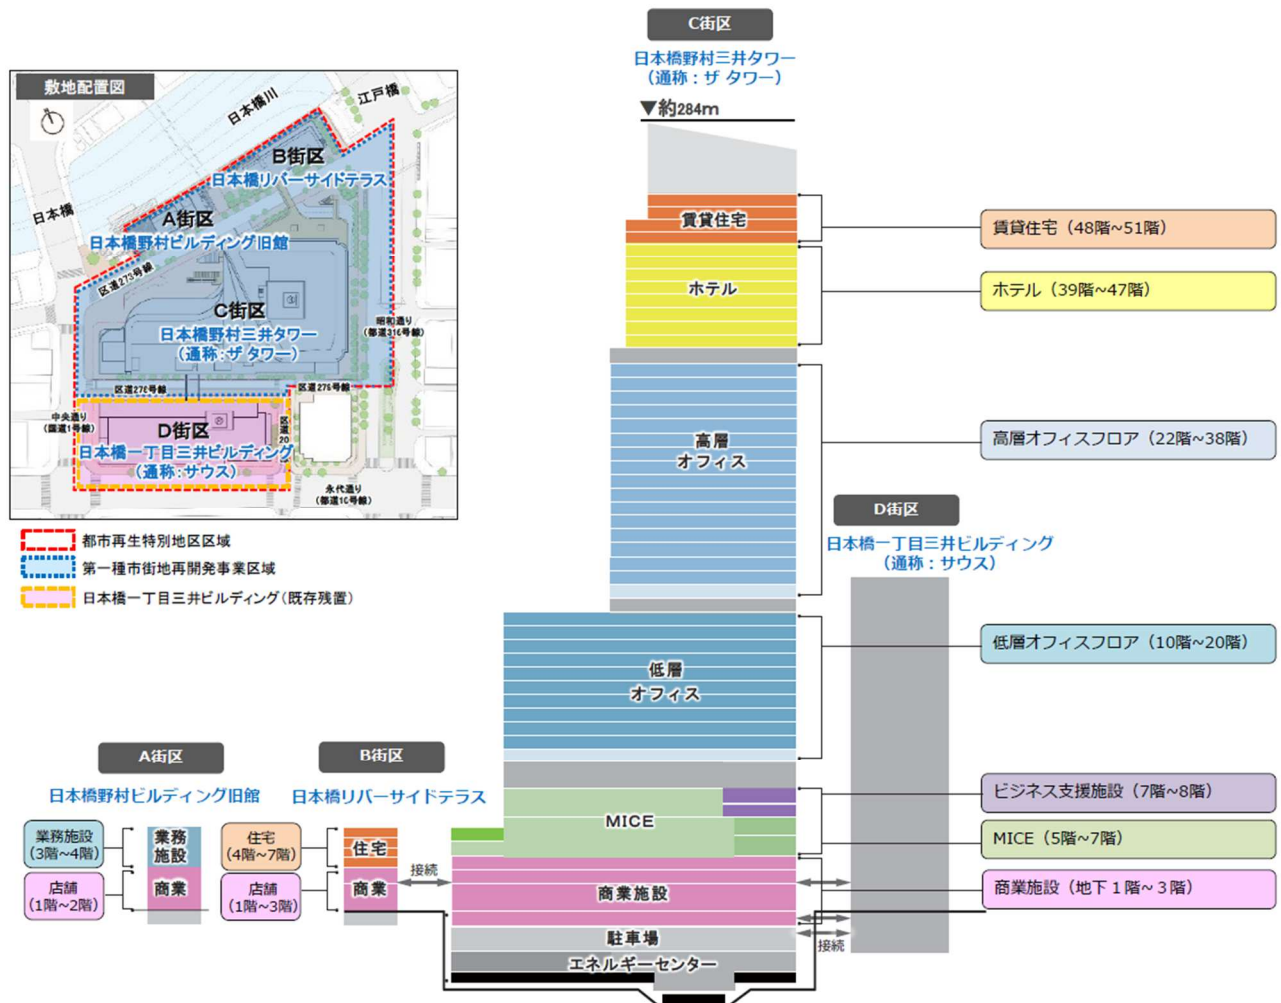 C街区
日本橋野村三井タワー
（通称：ザ タワー）
▼約284m
敷地配置図
日本橋川
江戸橋
日本橋
B街区
日本橋リバーサイドテラス
A街区
日本橋野村ビルディング旧館
区道273号線
C街区
日本橋野村三井タワー
（通称：ザ タワー）
昭和通り
（都道316号線）
区道276号線
区道275号線
中央通り
（国道1号線）
D街区
日本橋一丁目三井ビルディング
（通称：サウス）
区道20
永代通り
（都道10号線）
都市再生特別地区区域
第一種市街地再開発事業区域
日本橋一丁目三井ビルディング（既存残置）
賃貸住宅
ホテル
高層
オフィス
低層
オフィス
MICE
商業施設
駐車場
エネルギーセンター
賃貸住宅（48階~51階）
ホテル（39階~47階）
高層オフィスフロア（22階~38階）
D街区
日本橋一丁目三井ビルディング
（通称：サウス）
低層オフィスフロア（10階~20階）
ビジネス支援施設（7階~8階）
MICE（5階~7階）
商業施設（地下１階~３階）
A街区
日本橋野村ビルディング旧館
業務施設
（3階~4階）
店舗
（1階~2階）
業務
施設
商業
B街区
日本橋リバーサイドテラス
住宅
（4階~7階）
店舗
（1階~3階）
住宅
商業
接続
接続